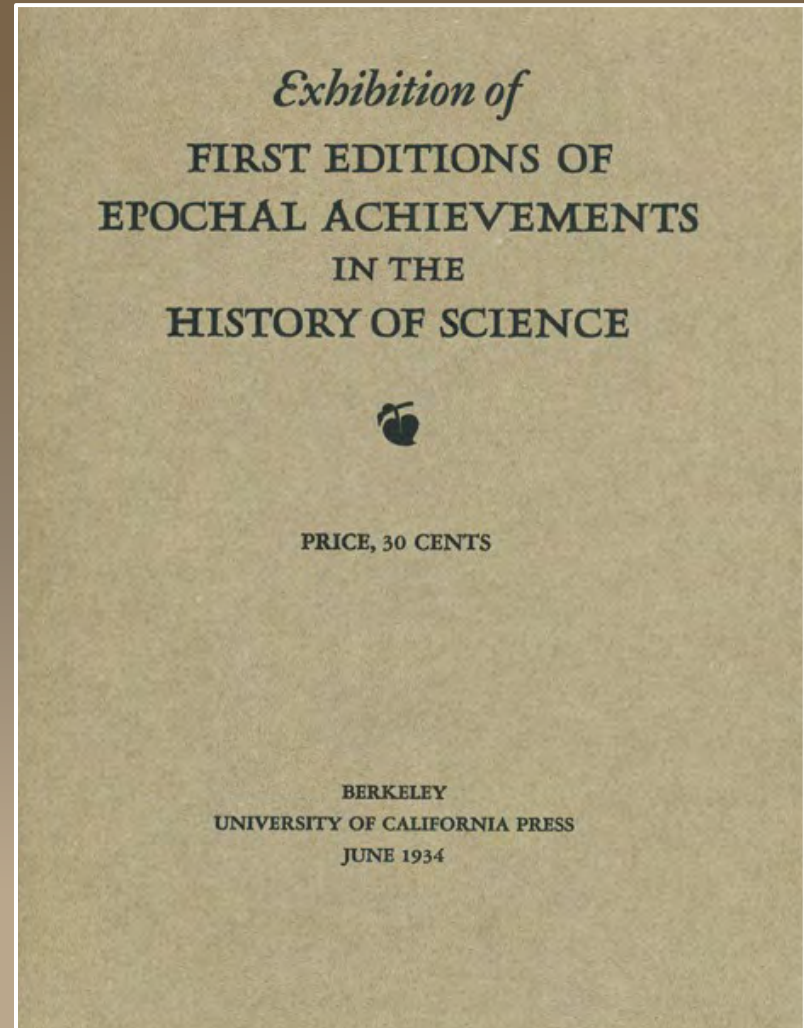 Exhibition of
FIRST EDITIONS OF
EPOCHAL ACHIEVEMENTS
IN THE
HISTORY OF SCIENCE
PRICE, 30 CENTS
BERKELEY
UNIVERSITY OF CALIFORNIA PRESS
JUNE 1934